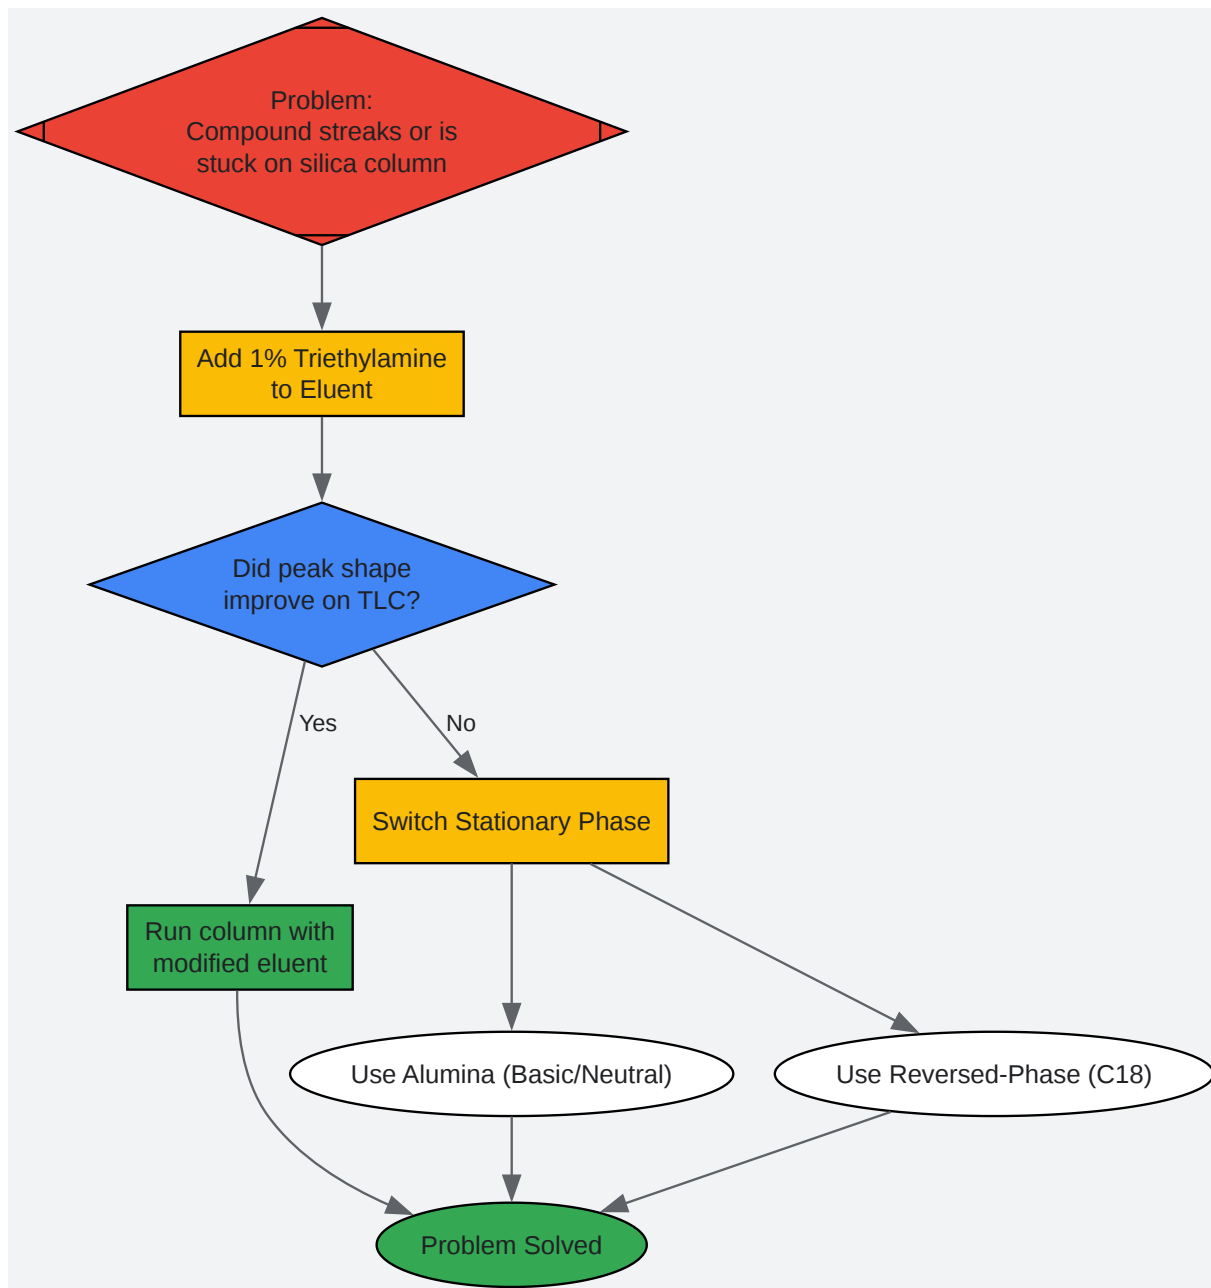 Problem:
Compound streaks or is
stuck on silica column
Add 1% Triethylamine
to Eluent
Did peak shape
improve on TLC?
Yes
No
Switch Stationary Phase
Run column with
modified eluent
Use Alumina (Basic/Neutral)
Use Reversed-Phase (C18)
Problem Solved